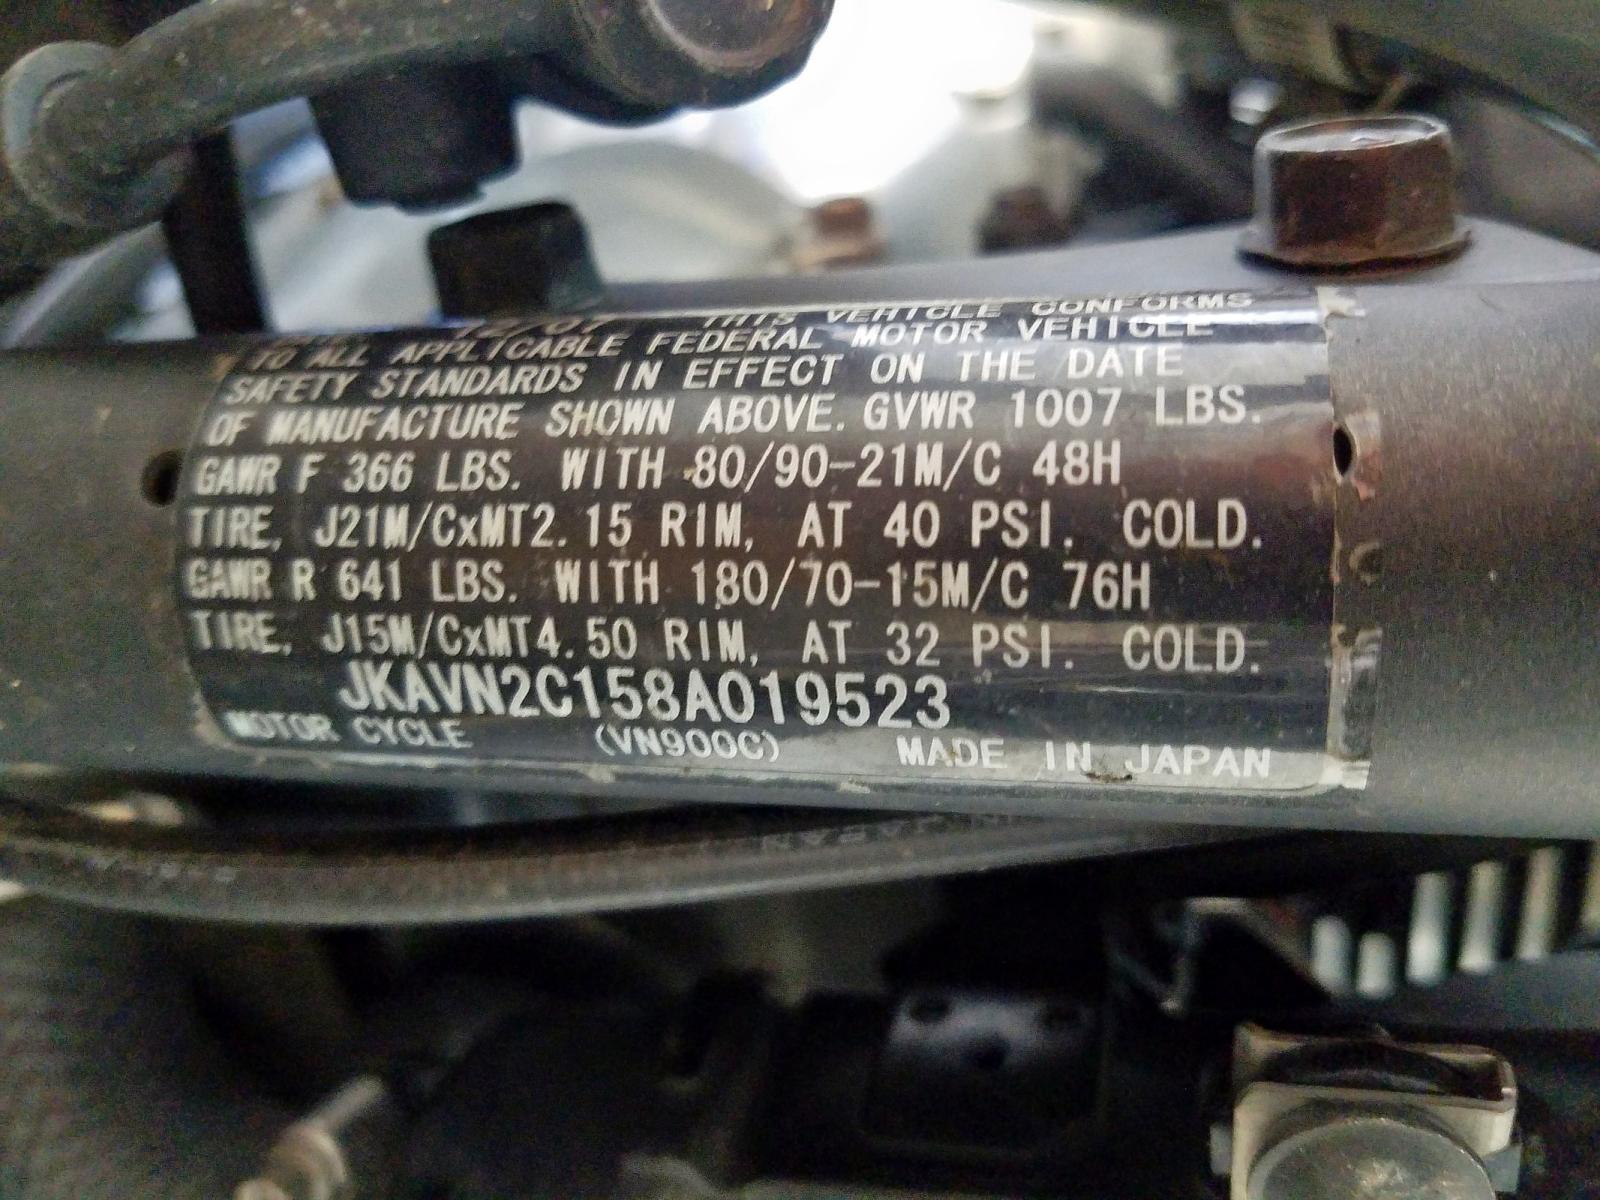 12/07 THIS VEHICLE CONFORMS
TO ALL APPLICABLE FEDERAL MOTOR VEHICLE
SAFETY STANDARDS IN EFFECT ON THE DATE
OF MANUFACTURE SHOWN ABOVE. GVWR 1007 LBS.
GAWR F 366 LBS. WITH 80/90-21M/C 48H
TIRE, J21M/CxMT2.15 RIM, AT 40 PSI. COLD.
GAWR R 641 LBS. WITH 180/70-15M/C 76H
TIRE, J15M/CxMT4.50 RIM, AT 32 PSI. COLD.
JKAVN2C158A019523
MOTOR CYCLE (VN900C) MADE IN JAPAN
JAPAN